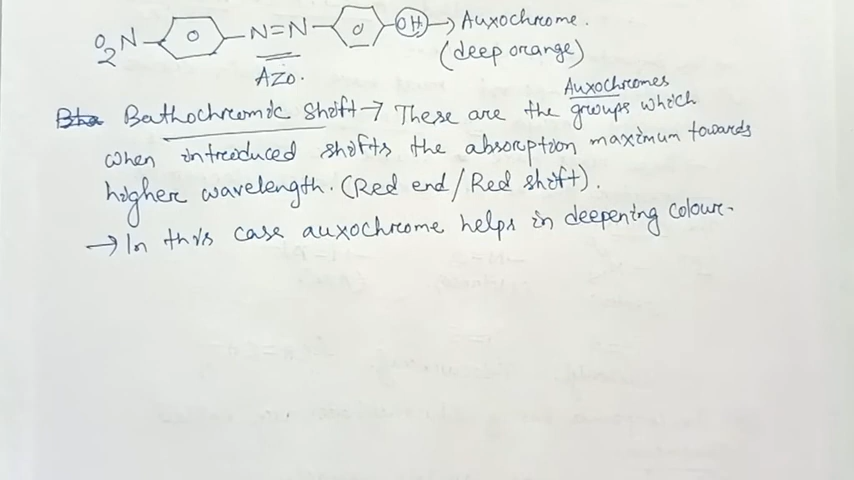 O₂N-⌬-N=N-⌬-OH → Auxochrome.
(deep orange)
Azo.
Auxochromes
Bathochromic shift → These are the groups which
when introduced shifts the absorption maximum towards
higher wavelength. (Red end/Red shift).
→ In this case auxochrome helps in deepening colour.